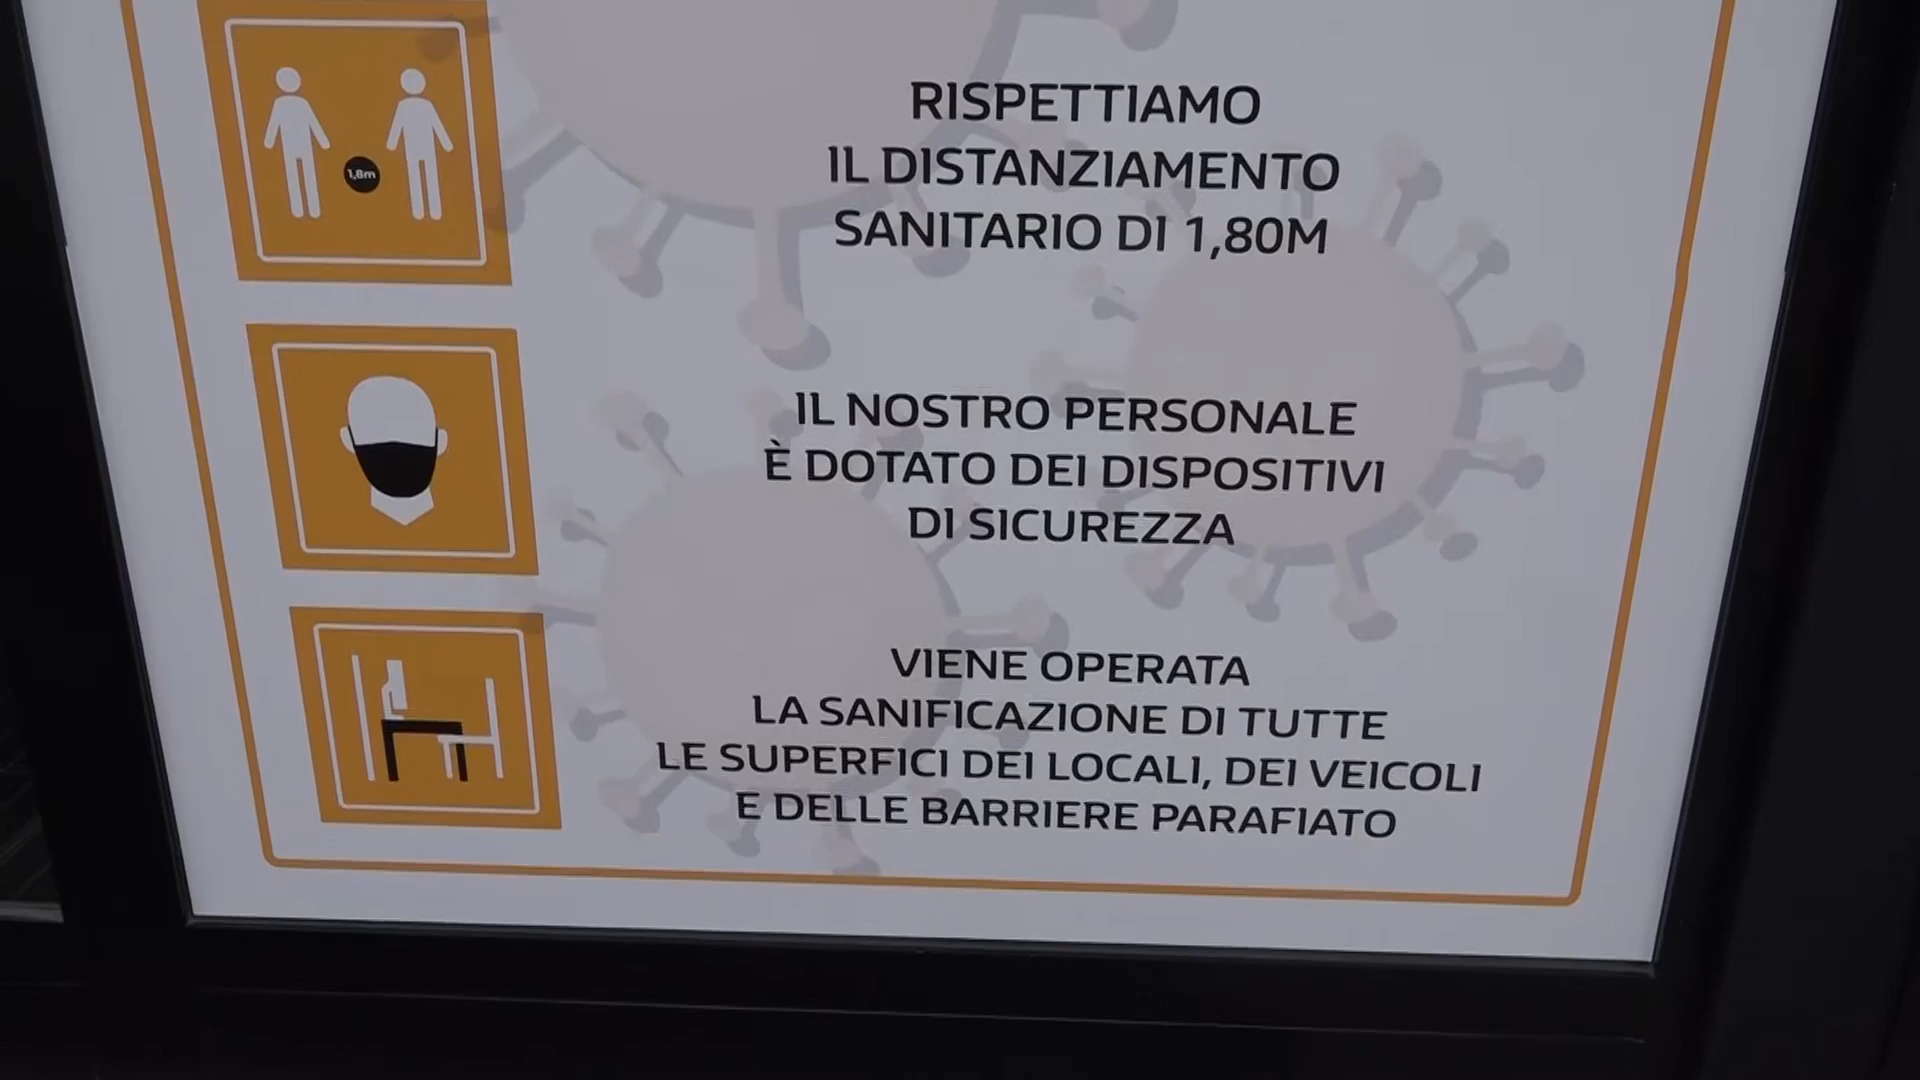 1,8m
RISPETTIAMO
IL DISTANZIAMENTO
SANITARIO DI 1,80M
IL NOSTRO PERSONALE
È DOTATO DEI DISPOSITIVI
DI SICUREZZA
VIENE OPERATA
LA SANIFICAZIONE DI TUTTE
LE SUPERFICI DEI LOCALI, DEI VEICOLI
E DELLE BARRIERE PARAFIATO